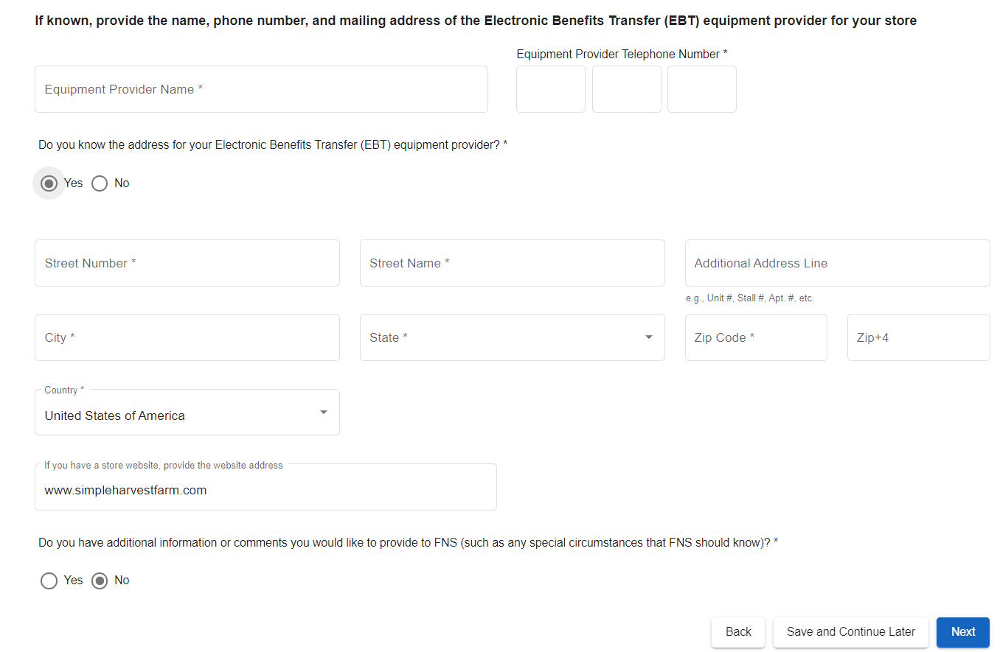 If known, provide the name, phone number, and mailing address of the Electronic Benefits Transfer (EBT) equipment provider for your store
Equipment Provider Telephone Number *
Equipment Provider Name *
Do you know the address for your Electronic Benefits Transfer (EBT) equipment provider? *
Yes No
Street Number * Street Name * Additional Address Line
e.g., Unit #, Stall #, Apt. #, etc.
City * State * Zip Code * Zip+4
Country *
United States of America
If you have a store website, provide the website address
www.simpleharvestfarm.com
Do you have additional information or comments you would like to provide to FNS (such as any special circumstances that FNS should know)? *
Yes No
Back Save and Continue Later Next